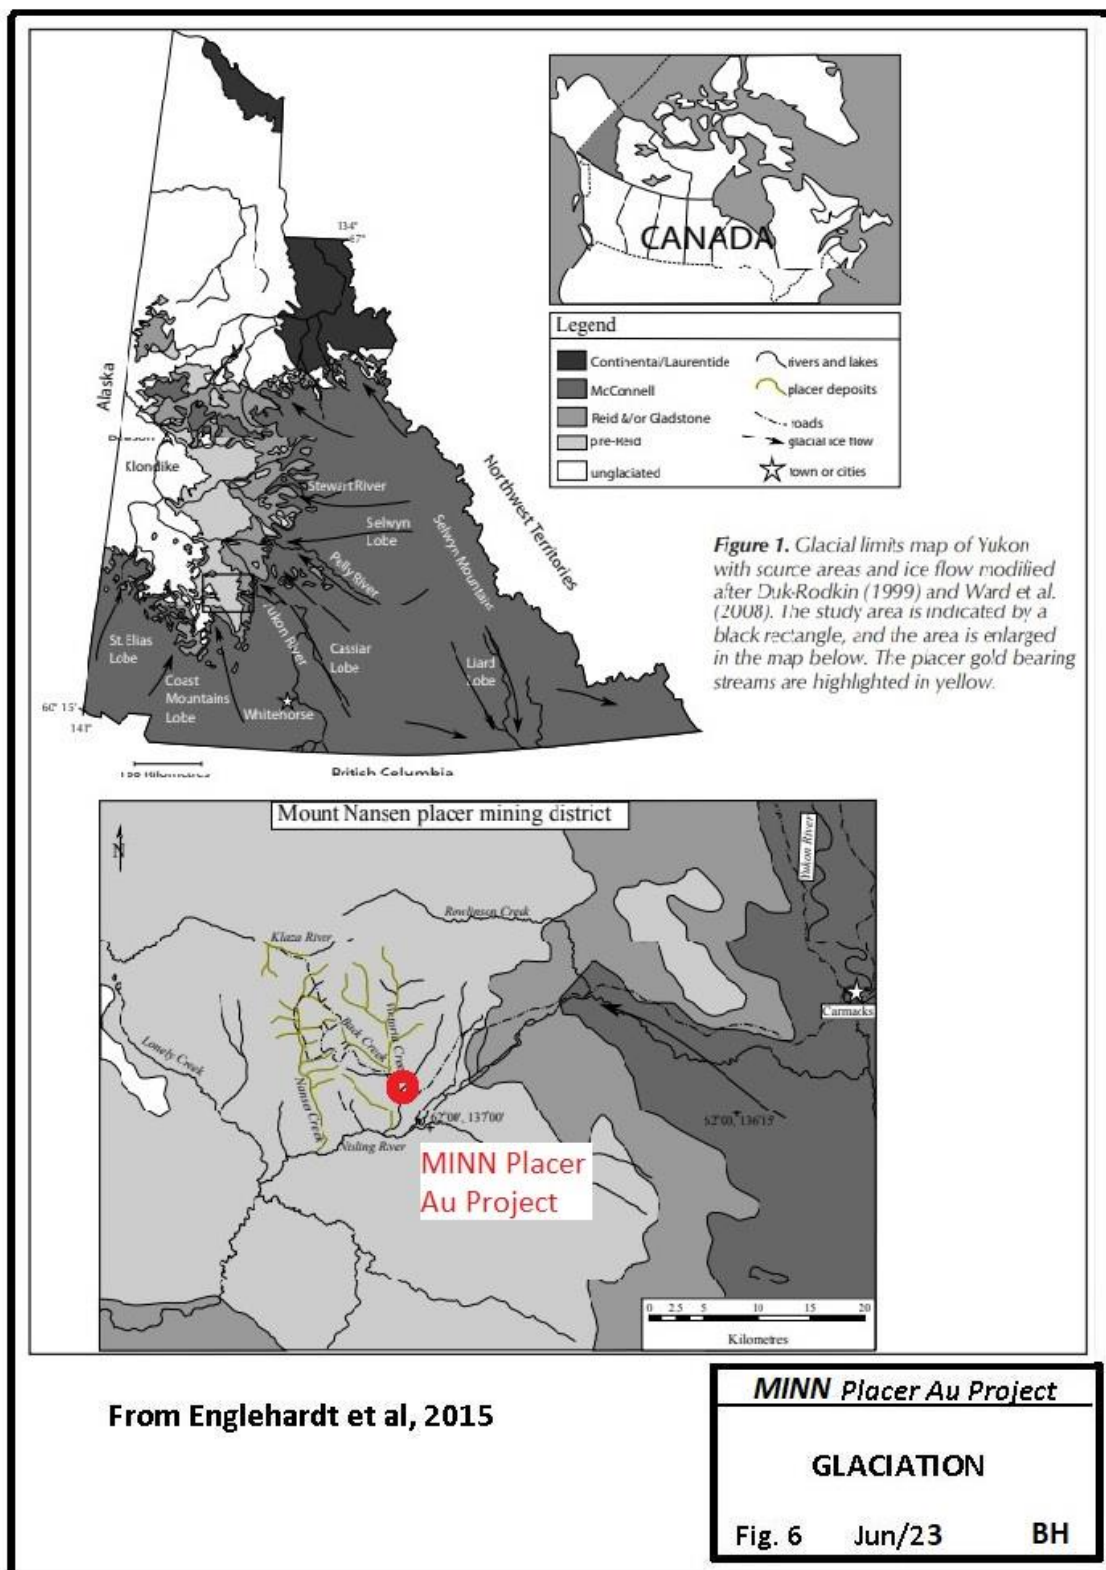 134°
67°
Alaska
Klondike
Stewart River
Selwyn
Lobe
Pelly River
Selwyn Mountains
Northwest Territories
Yukon River
St. Elias
Lobe
Coast
Mountains
Lobe
Cassiar
Lobe
Liard
Lobe
Whitehorse
60° 15'
141°
British Columbia
CANADA
Legend
Continental/Laurentide
McConnell
Reid &/or Gladstone
pre-Reid
unglaciated
rivers and lakes
placer deposits
roads
glacial ice flow
town or cities
Figure 1. Glacial limits map of Yukon
with source areas and ice flow modified
after Duk-Rodkin (1999) and Ward et al.
(2008). The study area is indicated by a
black rectangle, and the area is enlarged
in the map below. The placer gold bearing
streams are highlighted in yellow.
Mount Nansen placer mining district
N
Yukon River
Rowlinson Creek
Klaza River
Carmacks
Lonely Creek
Back Creek
Victoria Creek
Nansen Creek
Nisling River
62°00', 137°00'
62°00, 136°15'
MINN Placer
Au Project
0 2.5 5 10 15 20
Kilometres
From Englehardt et al, 2015
MINN Placer Au Project
GLACIATION
Fig. 6 Jun/23 BH